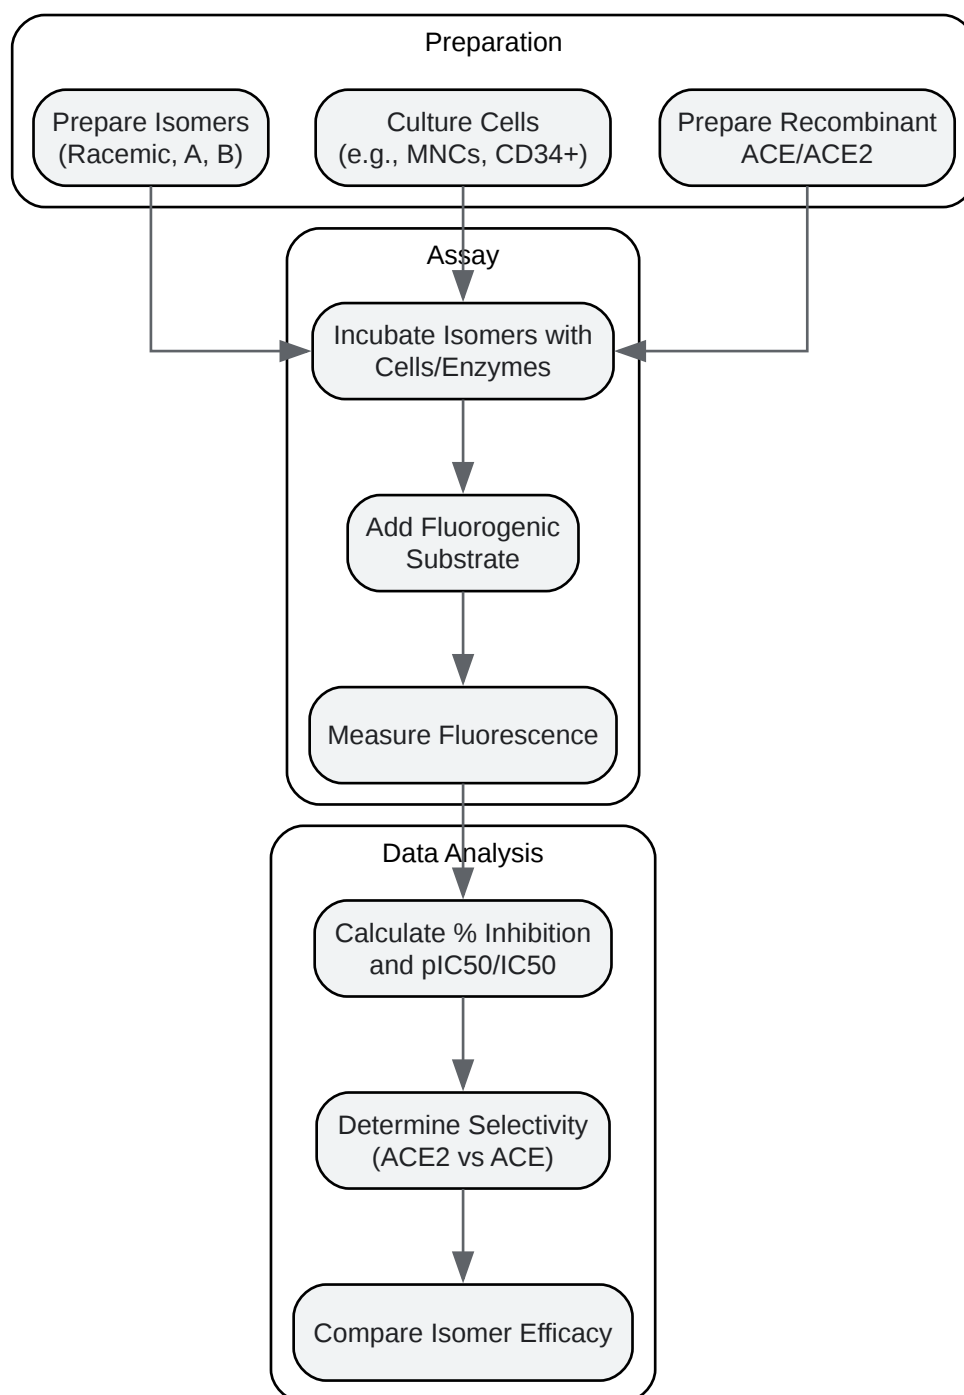 Preparation
Prepare Isomers
(Racemic, A, B)
Culture Cells
(e.g., MNCs, CD34+)
Prepare Recombinant
ACE/ACE2
Assay
Incubate Isomers with
Cells/Enzymes
Add Fluorogenic
Substrate
Measure Fluorescence
Data Analysis
Calculate % Inhibition
and pIC50/IC50
Determine Selectivity
(ACE2 vs ACE)
Compare Isomer Efficacy